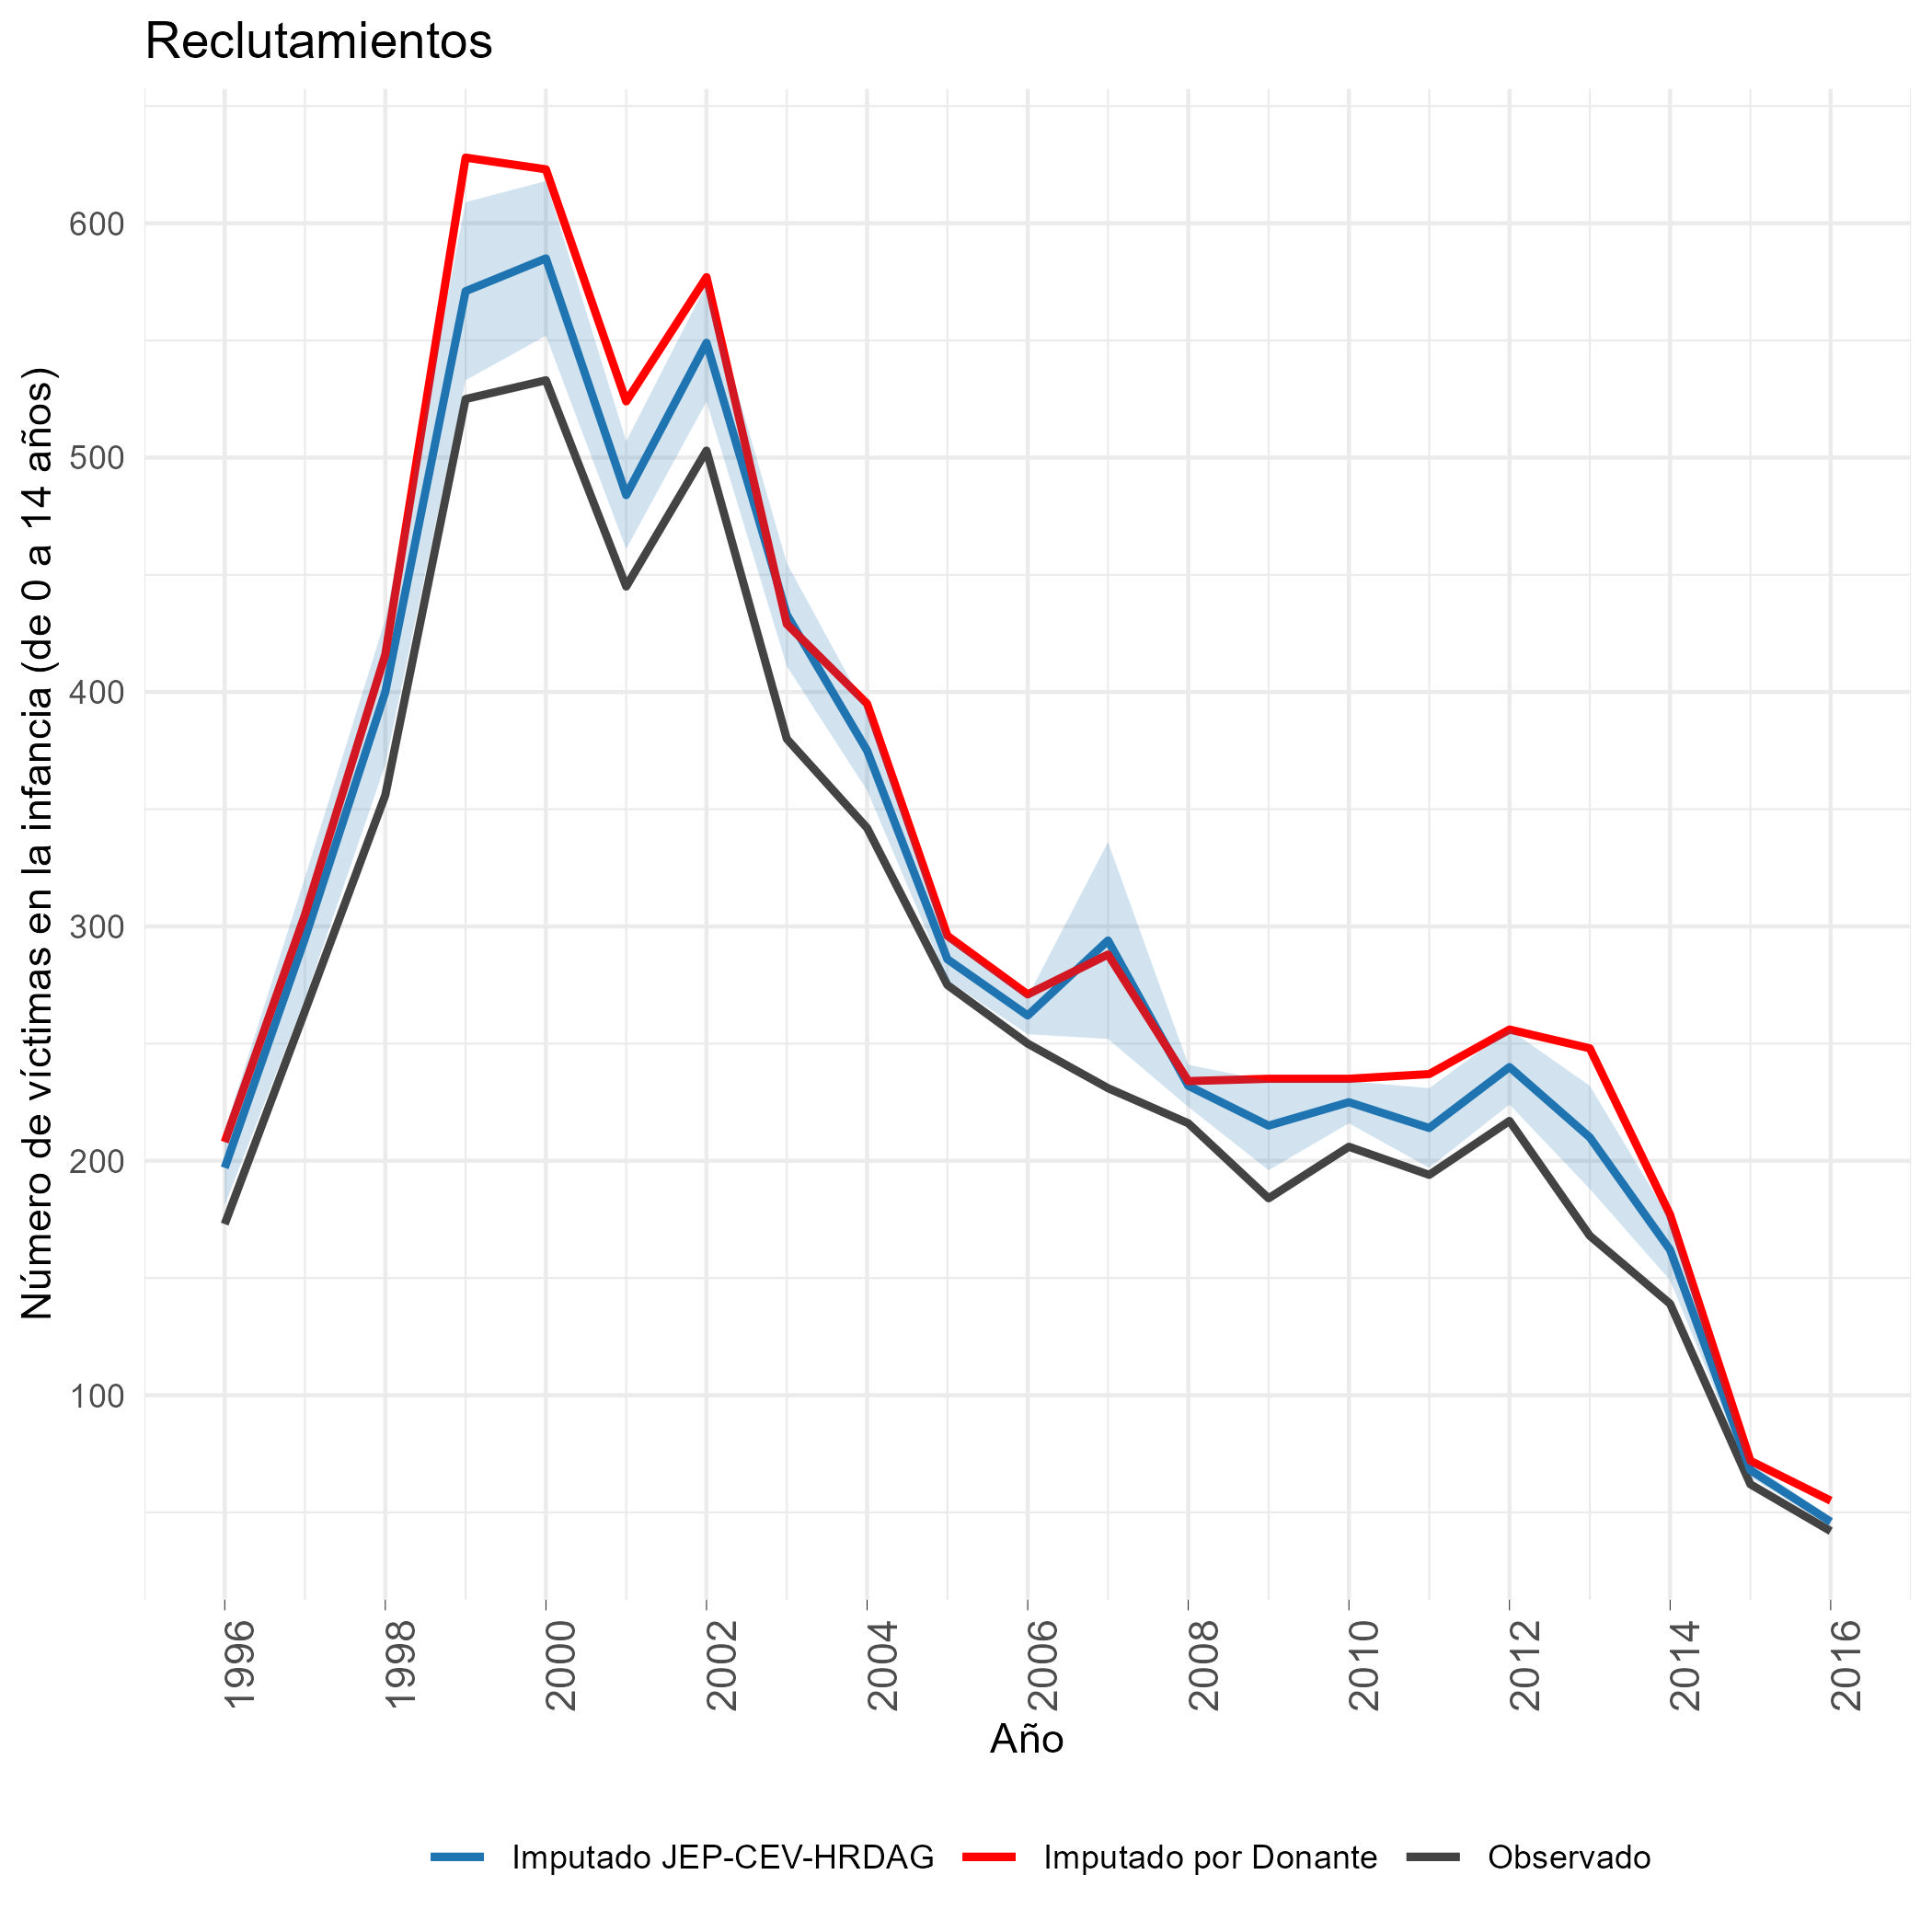 Reclutamientos
Número de víctimas en la infancia (de 0 a 14 años)
600
500
400
300
200
100
1996
1998
2000
2002
2004
2006
2008
2010
2012
2014
2016
Año
Imputado JEP-CEV-HRDAG
Imputado por Donante
Observado